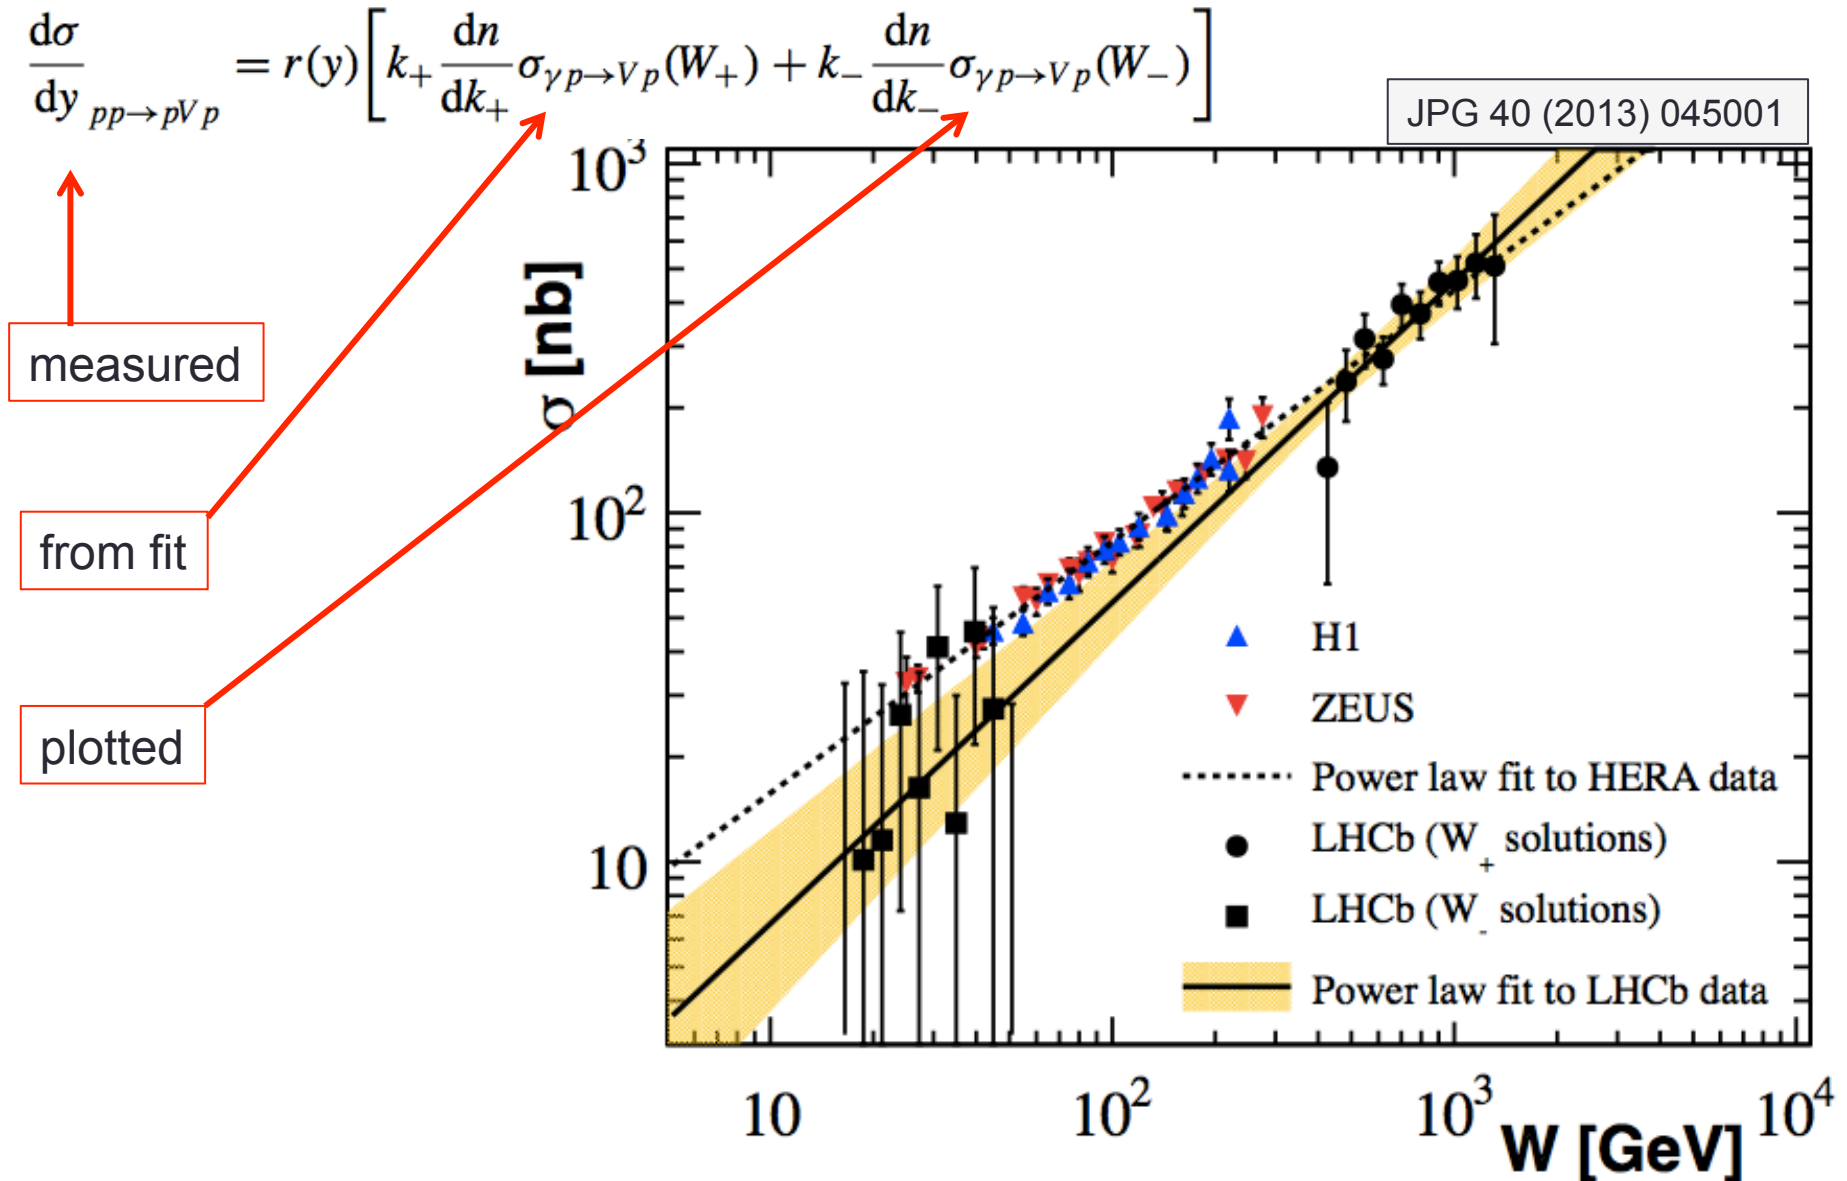 dσ/dy pp→pVp = r(y)[k₊ dn/dk₊ σγp→Vp(W₊) + k₋ dn/dk₋ σγp→Vp(W₋)]
JPG 40 (2013) 045001
measured
from fit
plotted
σ [nb]
10³
10²
10
H1
ZEUS
Power law fit to HERA data
LHCb (W₊ solutions)
LHCb (W₋ solutions)
Power law fit to LHCb data
10 10² 10³ 10⁴
W [GeV]